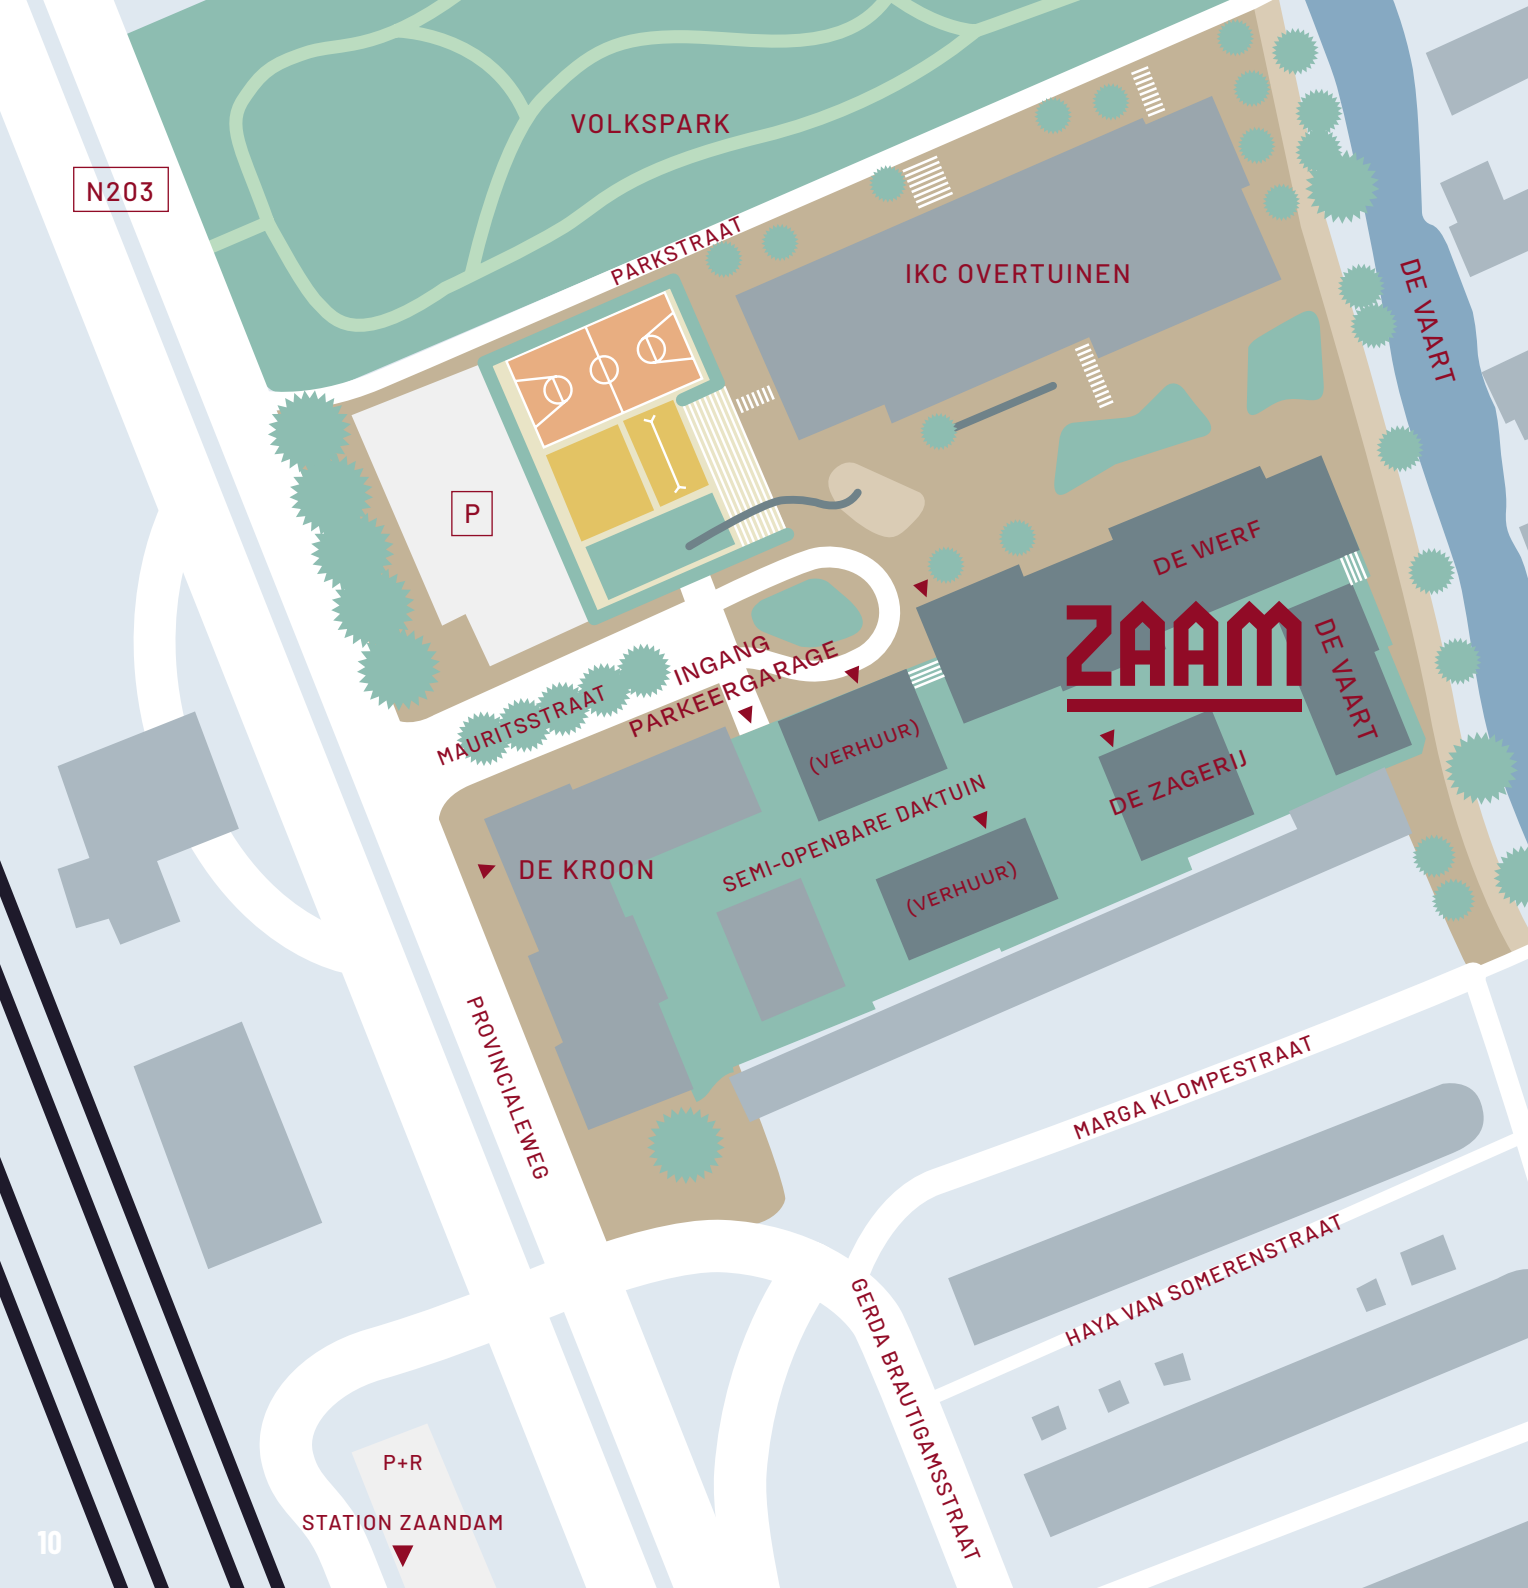 VOLKSPARK
N203
PARKSTRAAT
IKC OVERTUINEN
DE VAART
P
DE WERF
ZAAM
DE VAART
INGANG
PARKEERGARAGE
MAURITSSTRAAT
(VERHUUR)
DE ZAGERIJ
SEMI-OPENBARE DAKTUIN
DE KROON
(VERHUUR)
PROVINCIALEWEG
MARGA KLOMPESTRAAT
HAYA VAN SOMERENSTRAAT
GERDA BRAUTIGAMSSTRAAT
P+R
STATION ZAANDAM
10